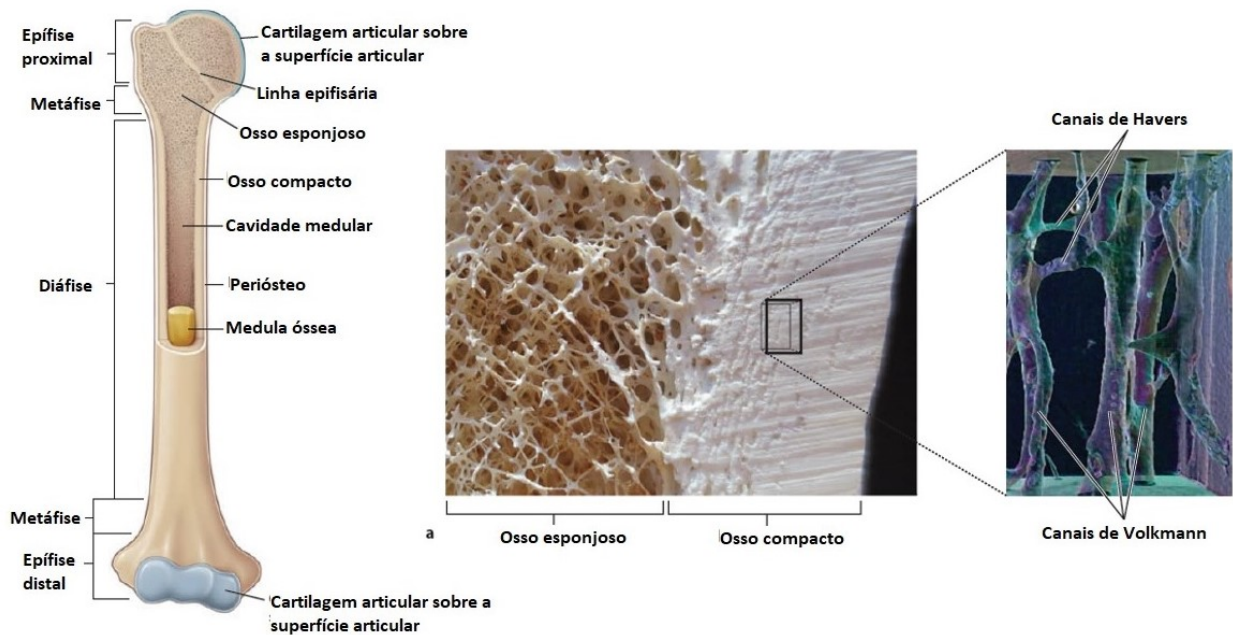 Epífise
proximal
Metáfise
Diáfise
Metáfise
Epífise
distal
Cartilagem articular sobre
a superfície articular
Linha epifisária
Osso esponjoso
Osso compacto
Cavidade medular
Periósteo
Medula óssea
Cartilagem articular sobre a
superfície articular
a
Osso esponjoso
Osso compacto
Canais de Havers
Canais de Volkmann